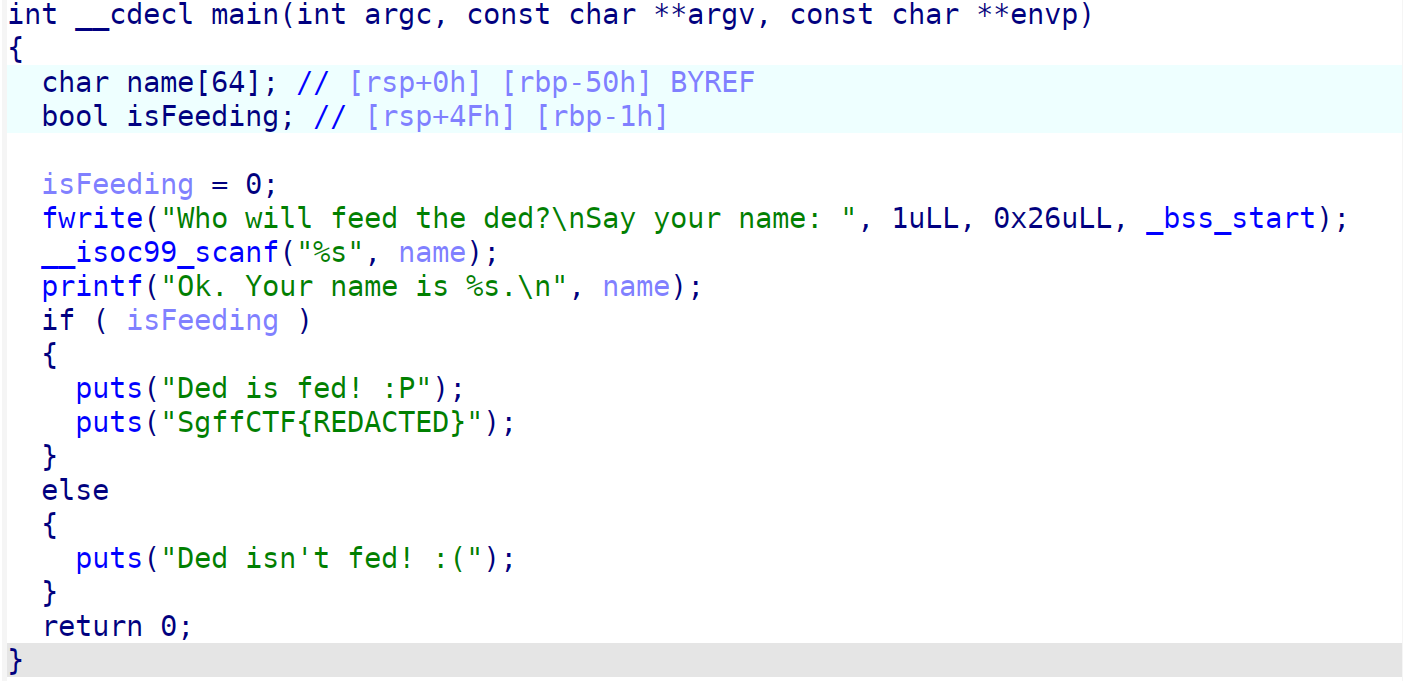 int __cdecl main(int argc, const char **argv, const char **envp)
{
  char name[64]; // [rsp+0h] [rbp-50h] BYREF
  bool isFeeding; // [rsp+4Fh] [rbp-1h]

  isFeeding = 0;
  fwrite("Who will feed the ded?\nSay your name: ", 1uLL, 0x26uLL, _bss_start);
  __isoc99_scanf("%s", name);
  printf("Ok. Your name is %s.\n", name);
  if ( isFeeding )
  {
    puts("Ded is fed! :P");
    puts("SgffCTF{REDACTED}");
  }
  else
  {
    puts("Ded isn't fed! :(");
  }
  return 0;
}